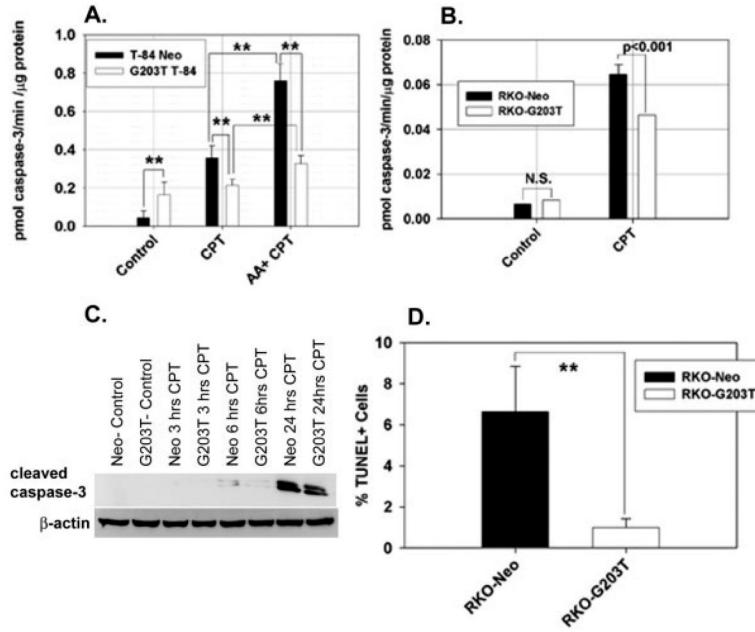 A.
pmol caspase-3/min /μg protein
1.0
0.8
0.6
0.4
0.2
0.0
T-84 Neo
G203T T-84
**
**
**
**
**
Control
CPT
AA+ CPT
B.
pmol caspase-3/min/μg protein
0.08
0.06
0.04
0.02
0.00
p<0.001
RKO-Neo
RKO-G203T
N.S.
Control
CPT
C.
Neo- Control
G203T- Control
Neo 3 hrs CPT
G203T 3 hrs CPT
Neo 6 hrs CPT
G203T 6hrs CPT
Neo 24 hrs CPT
G203T 24hrs CPT
cleaved
caspase-3
β-actin
D.
% TUNEL+ Cells
10
8
6
4
2
0
**
RKO-Neo
RKO-G203T
RKO-Neo
RKO-G203T